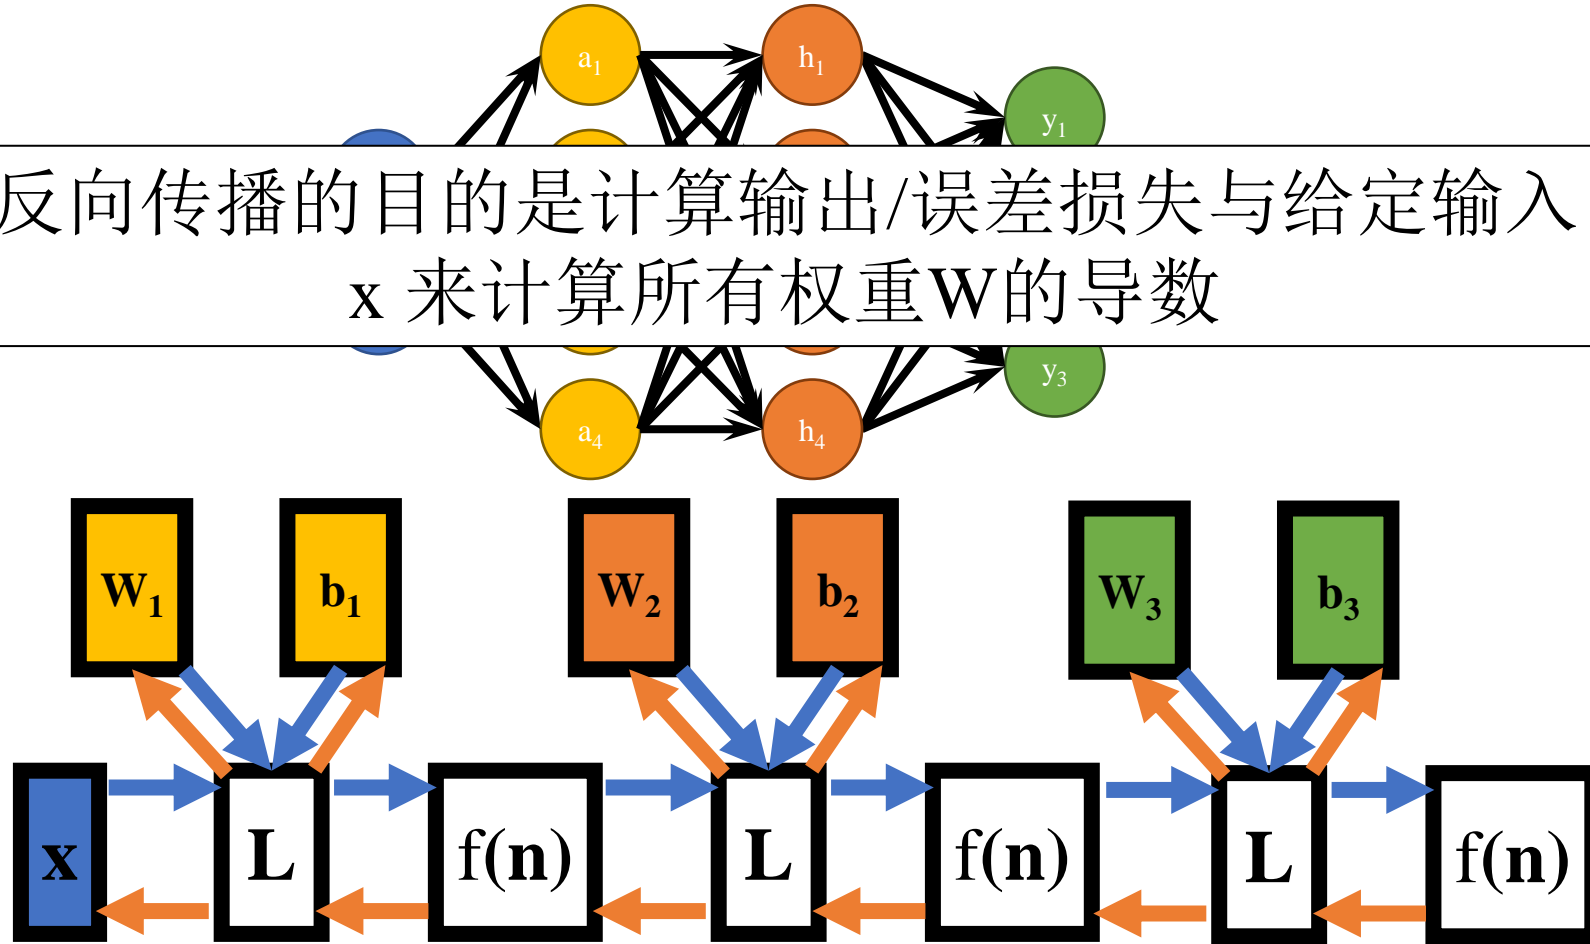 a₁ h₁
y₁
反向传播的目的是计算输出/误差损失与给定输入
x 来计算所有权重W的导数
y₃
a₄ h₄
W₁ b₁ W₂ b₂ W₃ b₃
x L f(n) L f(n) L f(n)